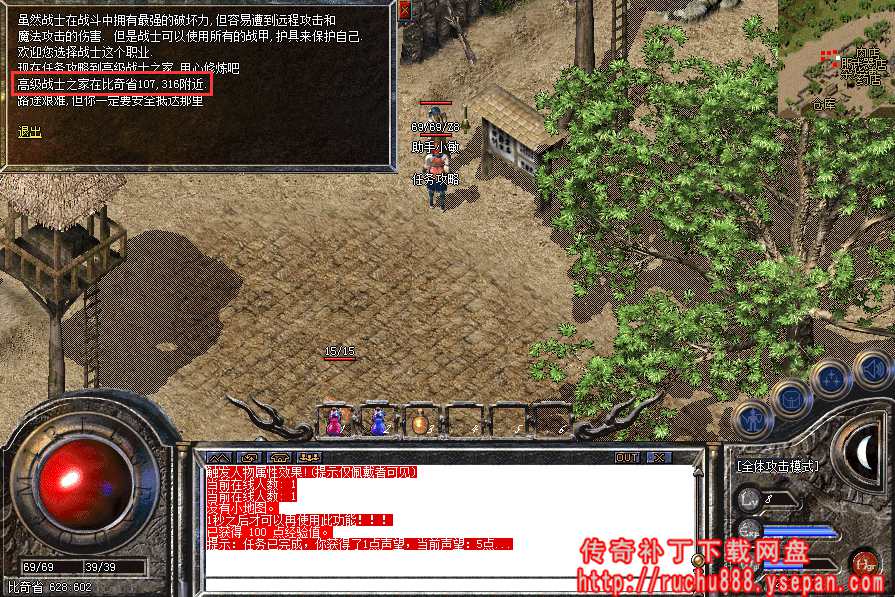 虽然战士在战斗中拥有最强的破坏力,但容易遭到远程攻击和
魔法攻击的伤害. 但是战士可以使用所有的战甲,护具来保护自己.
欢迎您选择战士这个职业.
现在任务攻略到高级战士之家,用心修炼吧
高级战士之家在比奇省107,316附近.
路途艰难,但你一定要安全抵达那里
退出
肉店
仓库
69/69/Z8
助手小敏
任务攻略
15/15
4
5
6
OUT
触发人物属性效果!(提示仅佩戴者可见)
当前在线人数: 1
当前在线人数: 1
没有小地图。
1秒之后才可以再使用此功能!!!
已获得 100 点经验值。
提示: 任务已完成,你获得了1点声望,当前声望: 5点...
[全体攻击模式]
Lv 8
Exp
Hgr
69/69
39/39
比奇省 628:602
传奇补丁下载网盘
http://ruchu888.ysepan.com